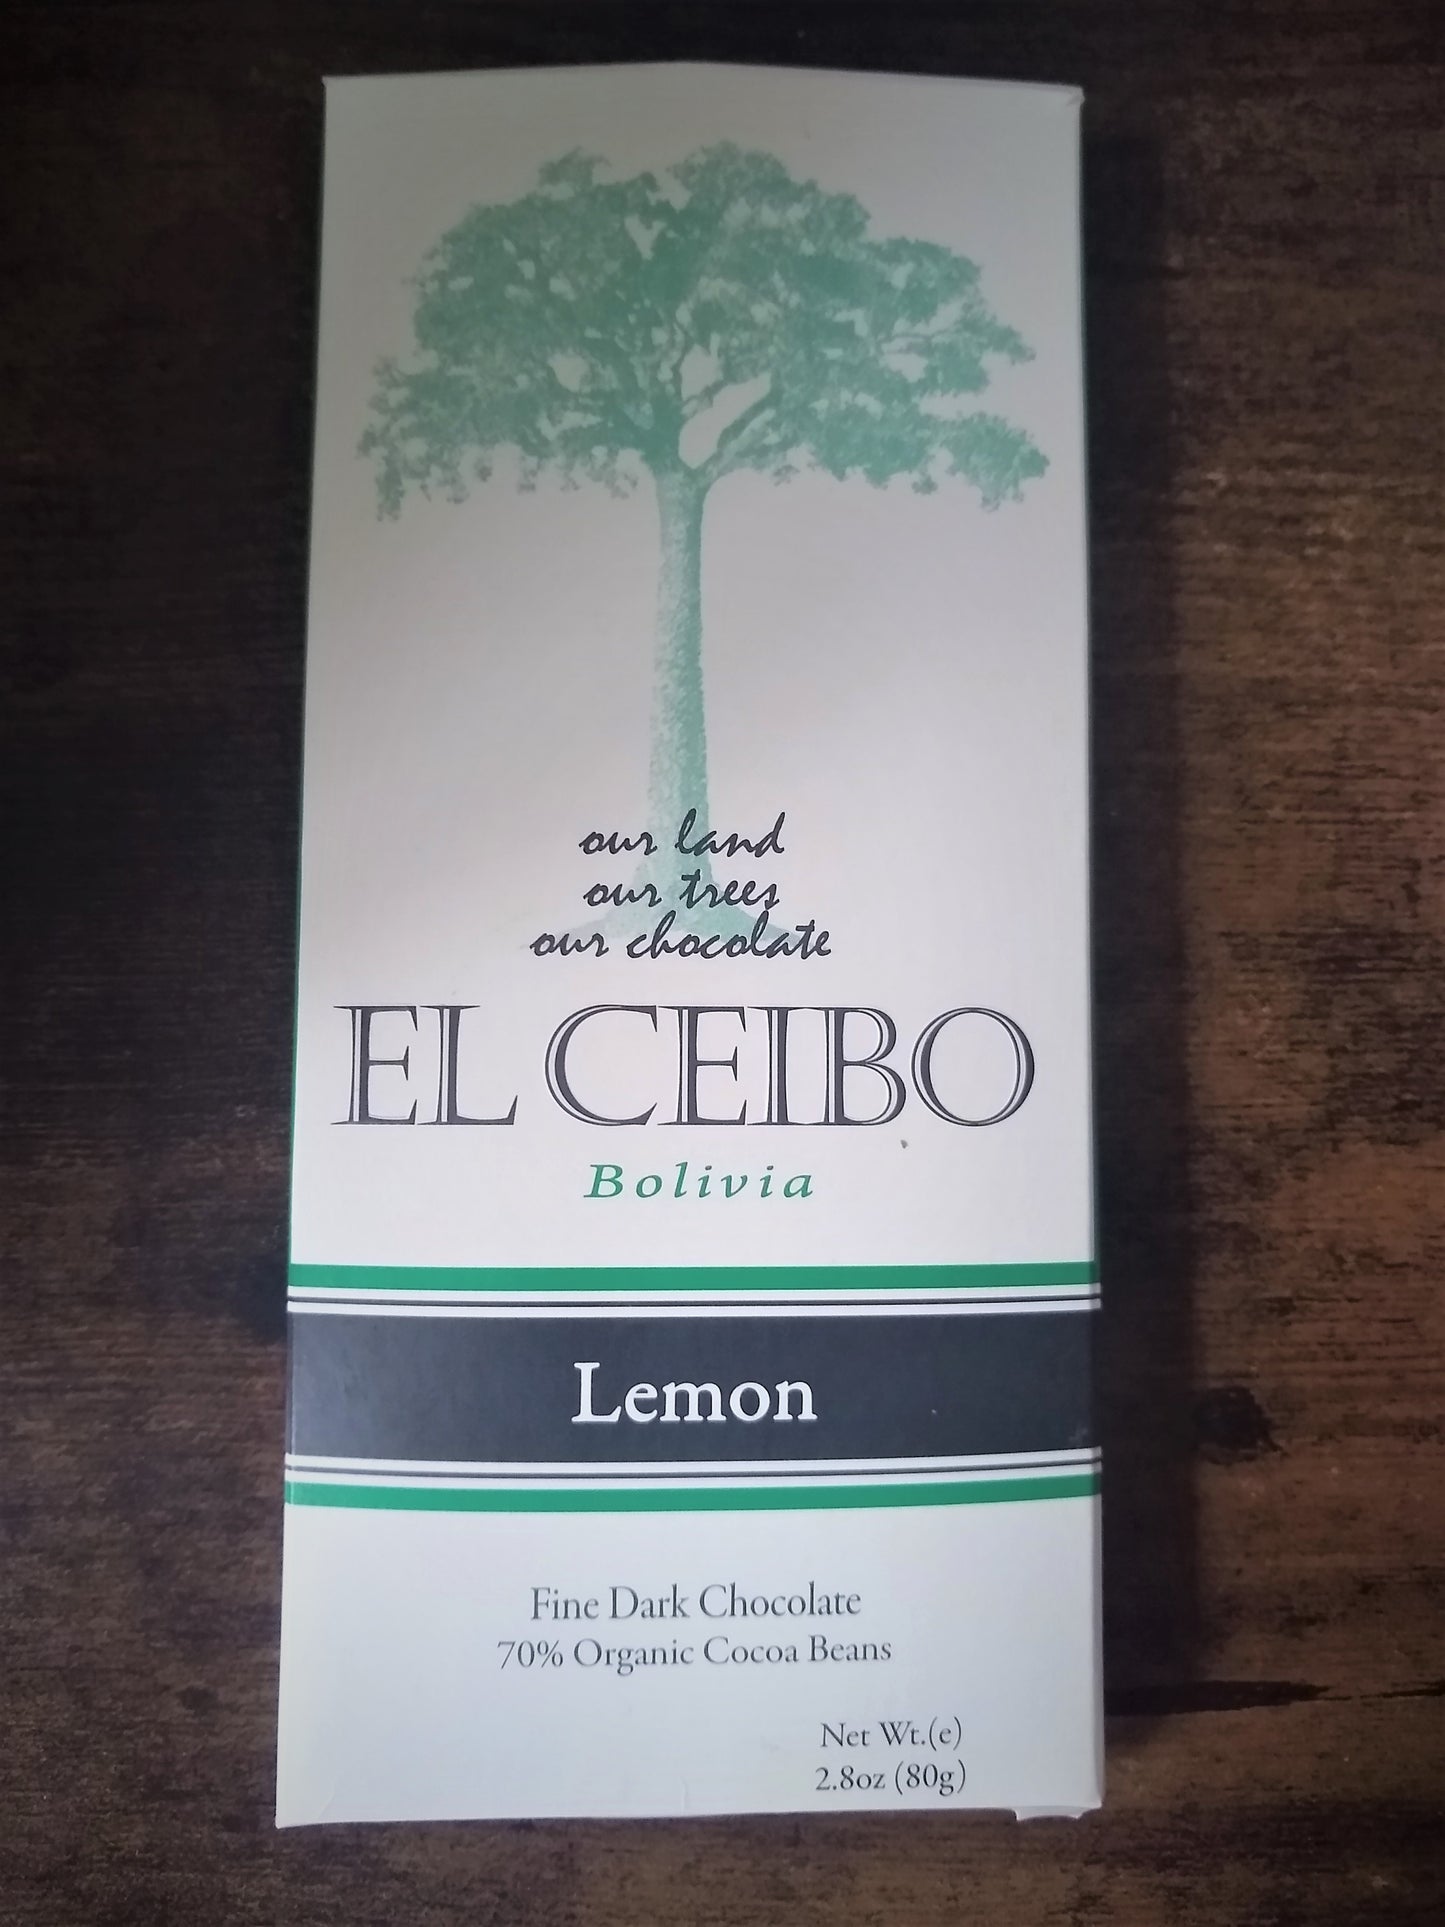 our land
our trees
our chocolate
EL CEIBO
Bolivia
Lemon
Fine Dark Chocolate
70% Organic Cocoa Beans
Net Wt.(e)
2.8oz (80g)